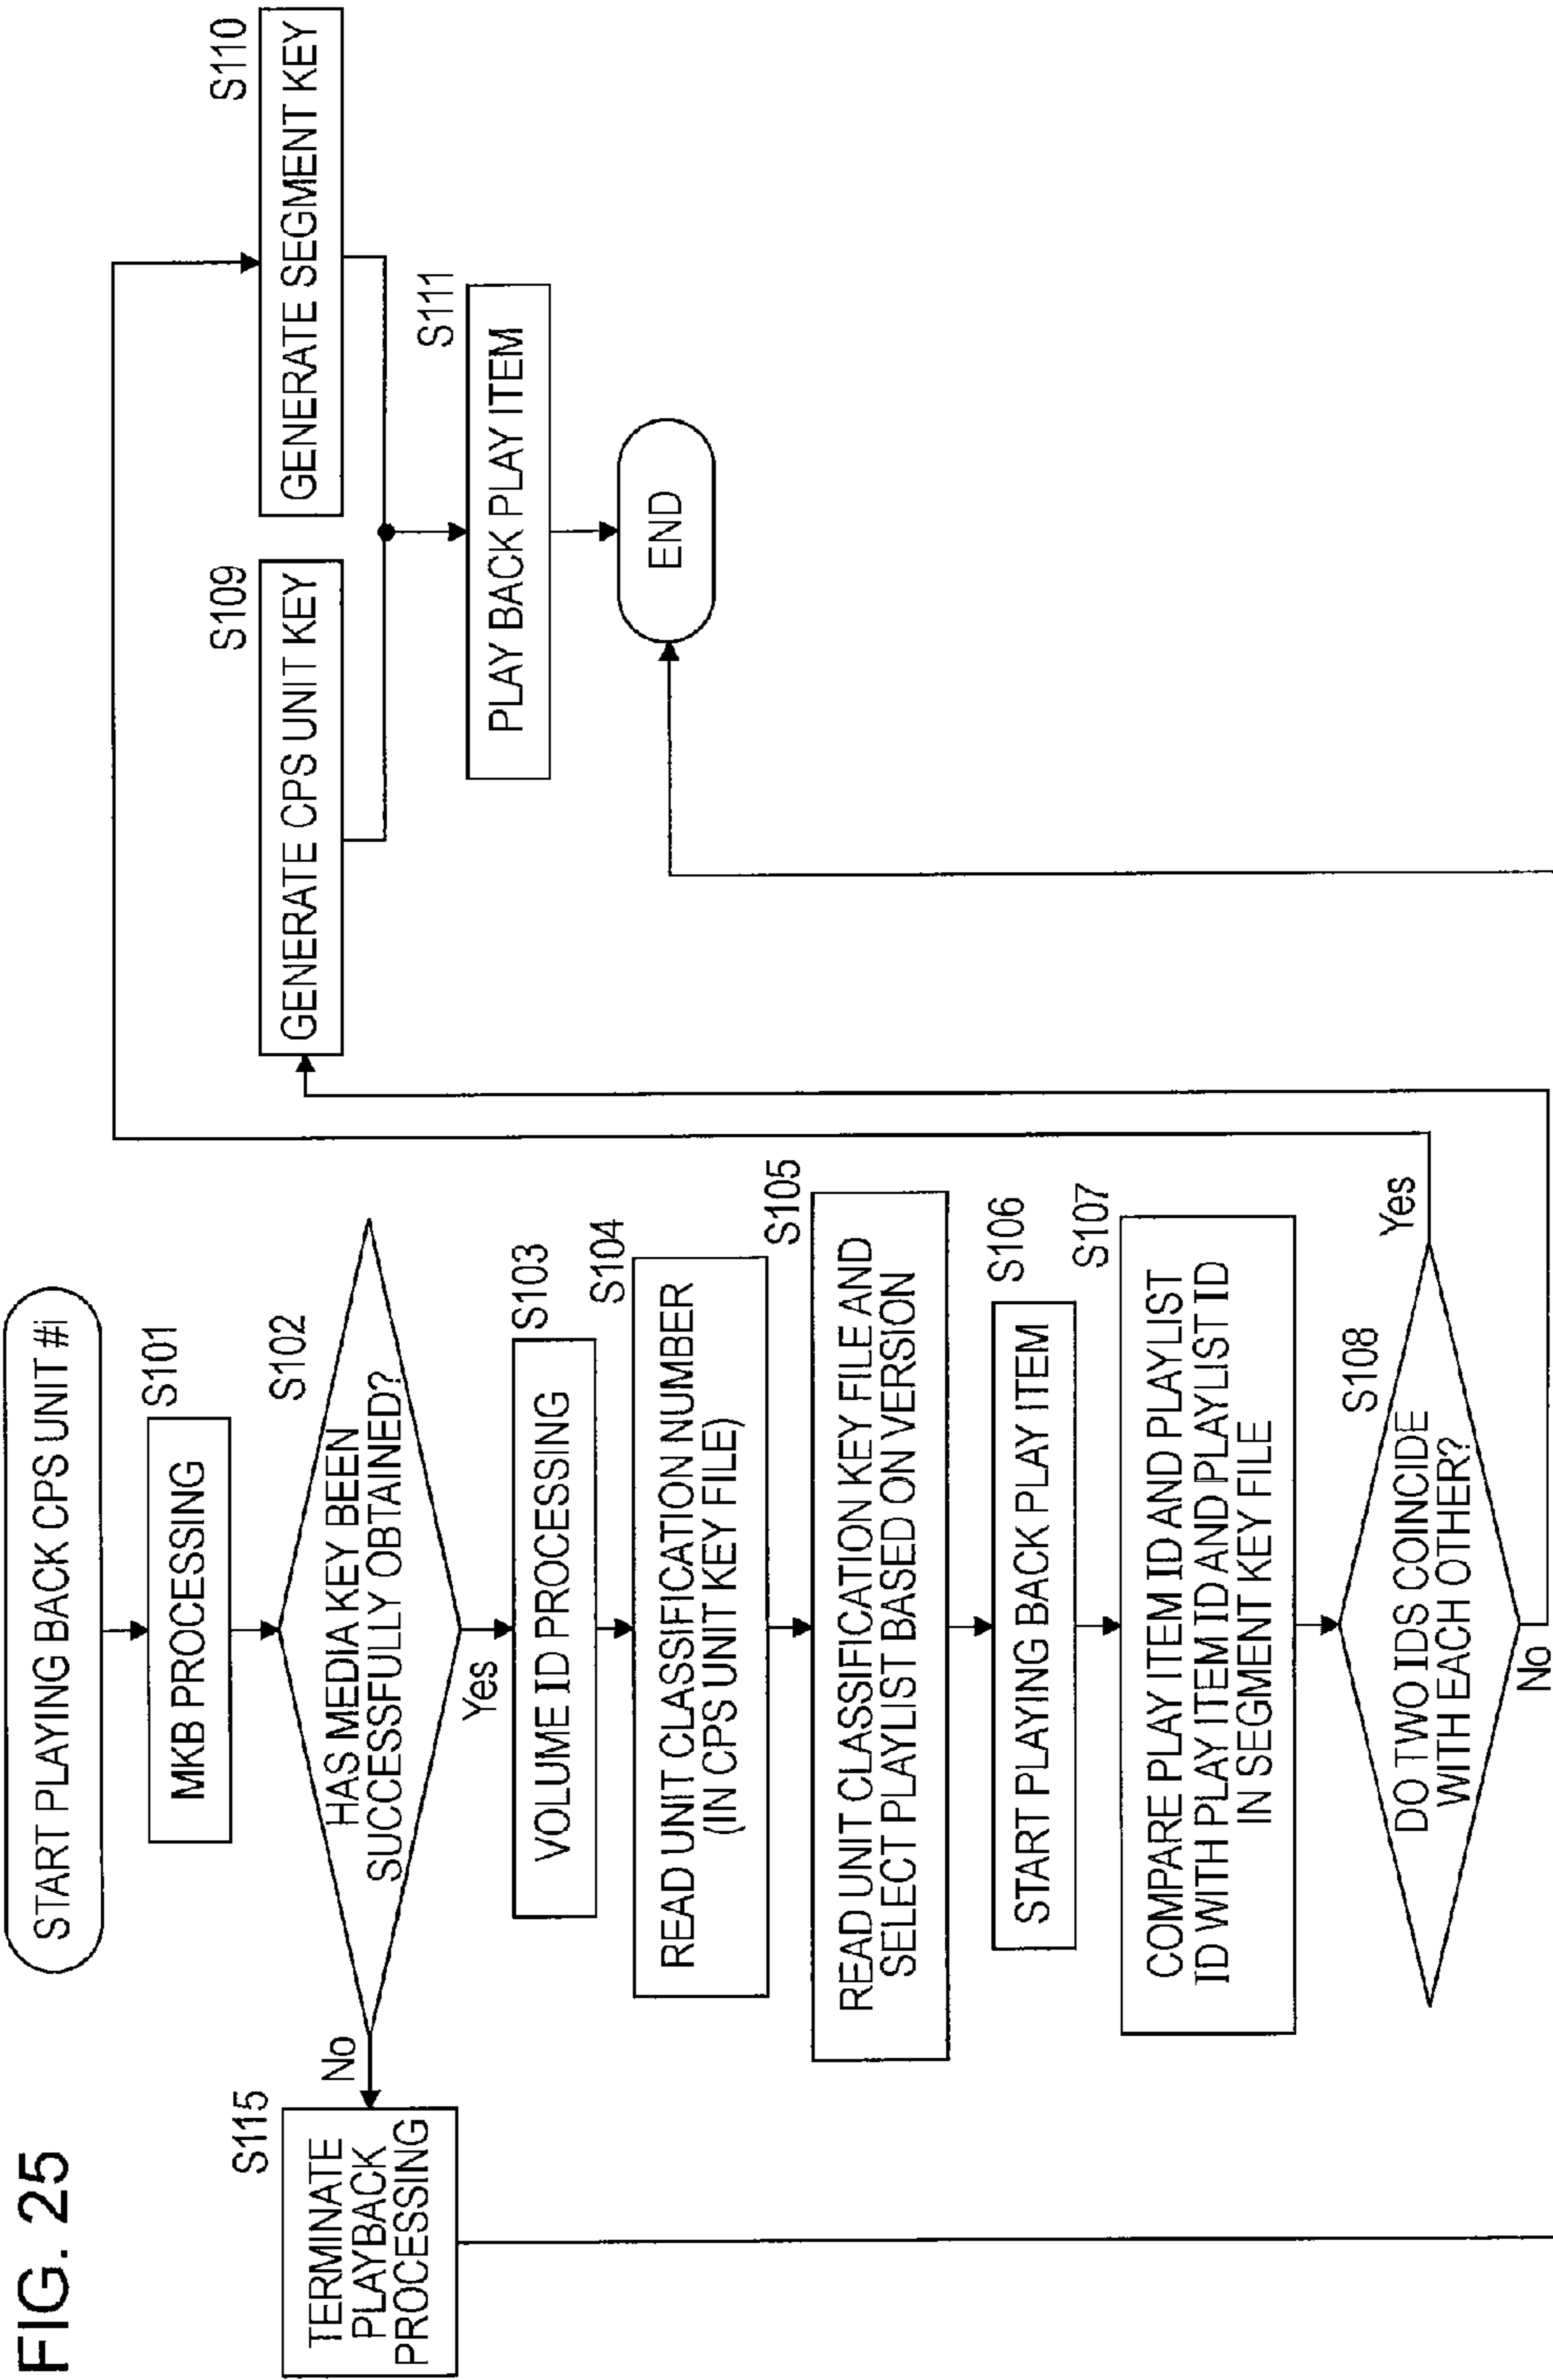 FIG. 25
START PLAYING BACK CPS UNIT #i
S101
MKB PROCESSING
S102
HAS MEDIA KEY BEEN
SUCCESSFULLY OBTAINED?
No
Yes
S115
TERMINATE
PLAYBACK
PROCESSING
S103
VOLUME ID PROCESSING
S104
READ UNIT CLASSIFICATION NUMBER
(IN CPS UNIT KEY FILE)
S105
READ UNIT CLASSIFICATION KEY FILE AND
SELECT PLAYLIST BASED ON VERSION
S106
START PLAYING BACK PLAY ITEM
S107
COMPARE PLAY ITEM ID AND PLAYLIST
ID WITH PLAY ITEM ID AND PLAYLIST ID
IN SEGMENT KEY FILE
S108
DO TWO IDS COINCIDE
WITH EACH OTHER?
Yes
No
S109
GENERATE CPS UNIT KEY
S110
GENERATE SEGMENT KEY
S111
PLAY BACK PLAY ITEM
END